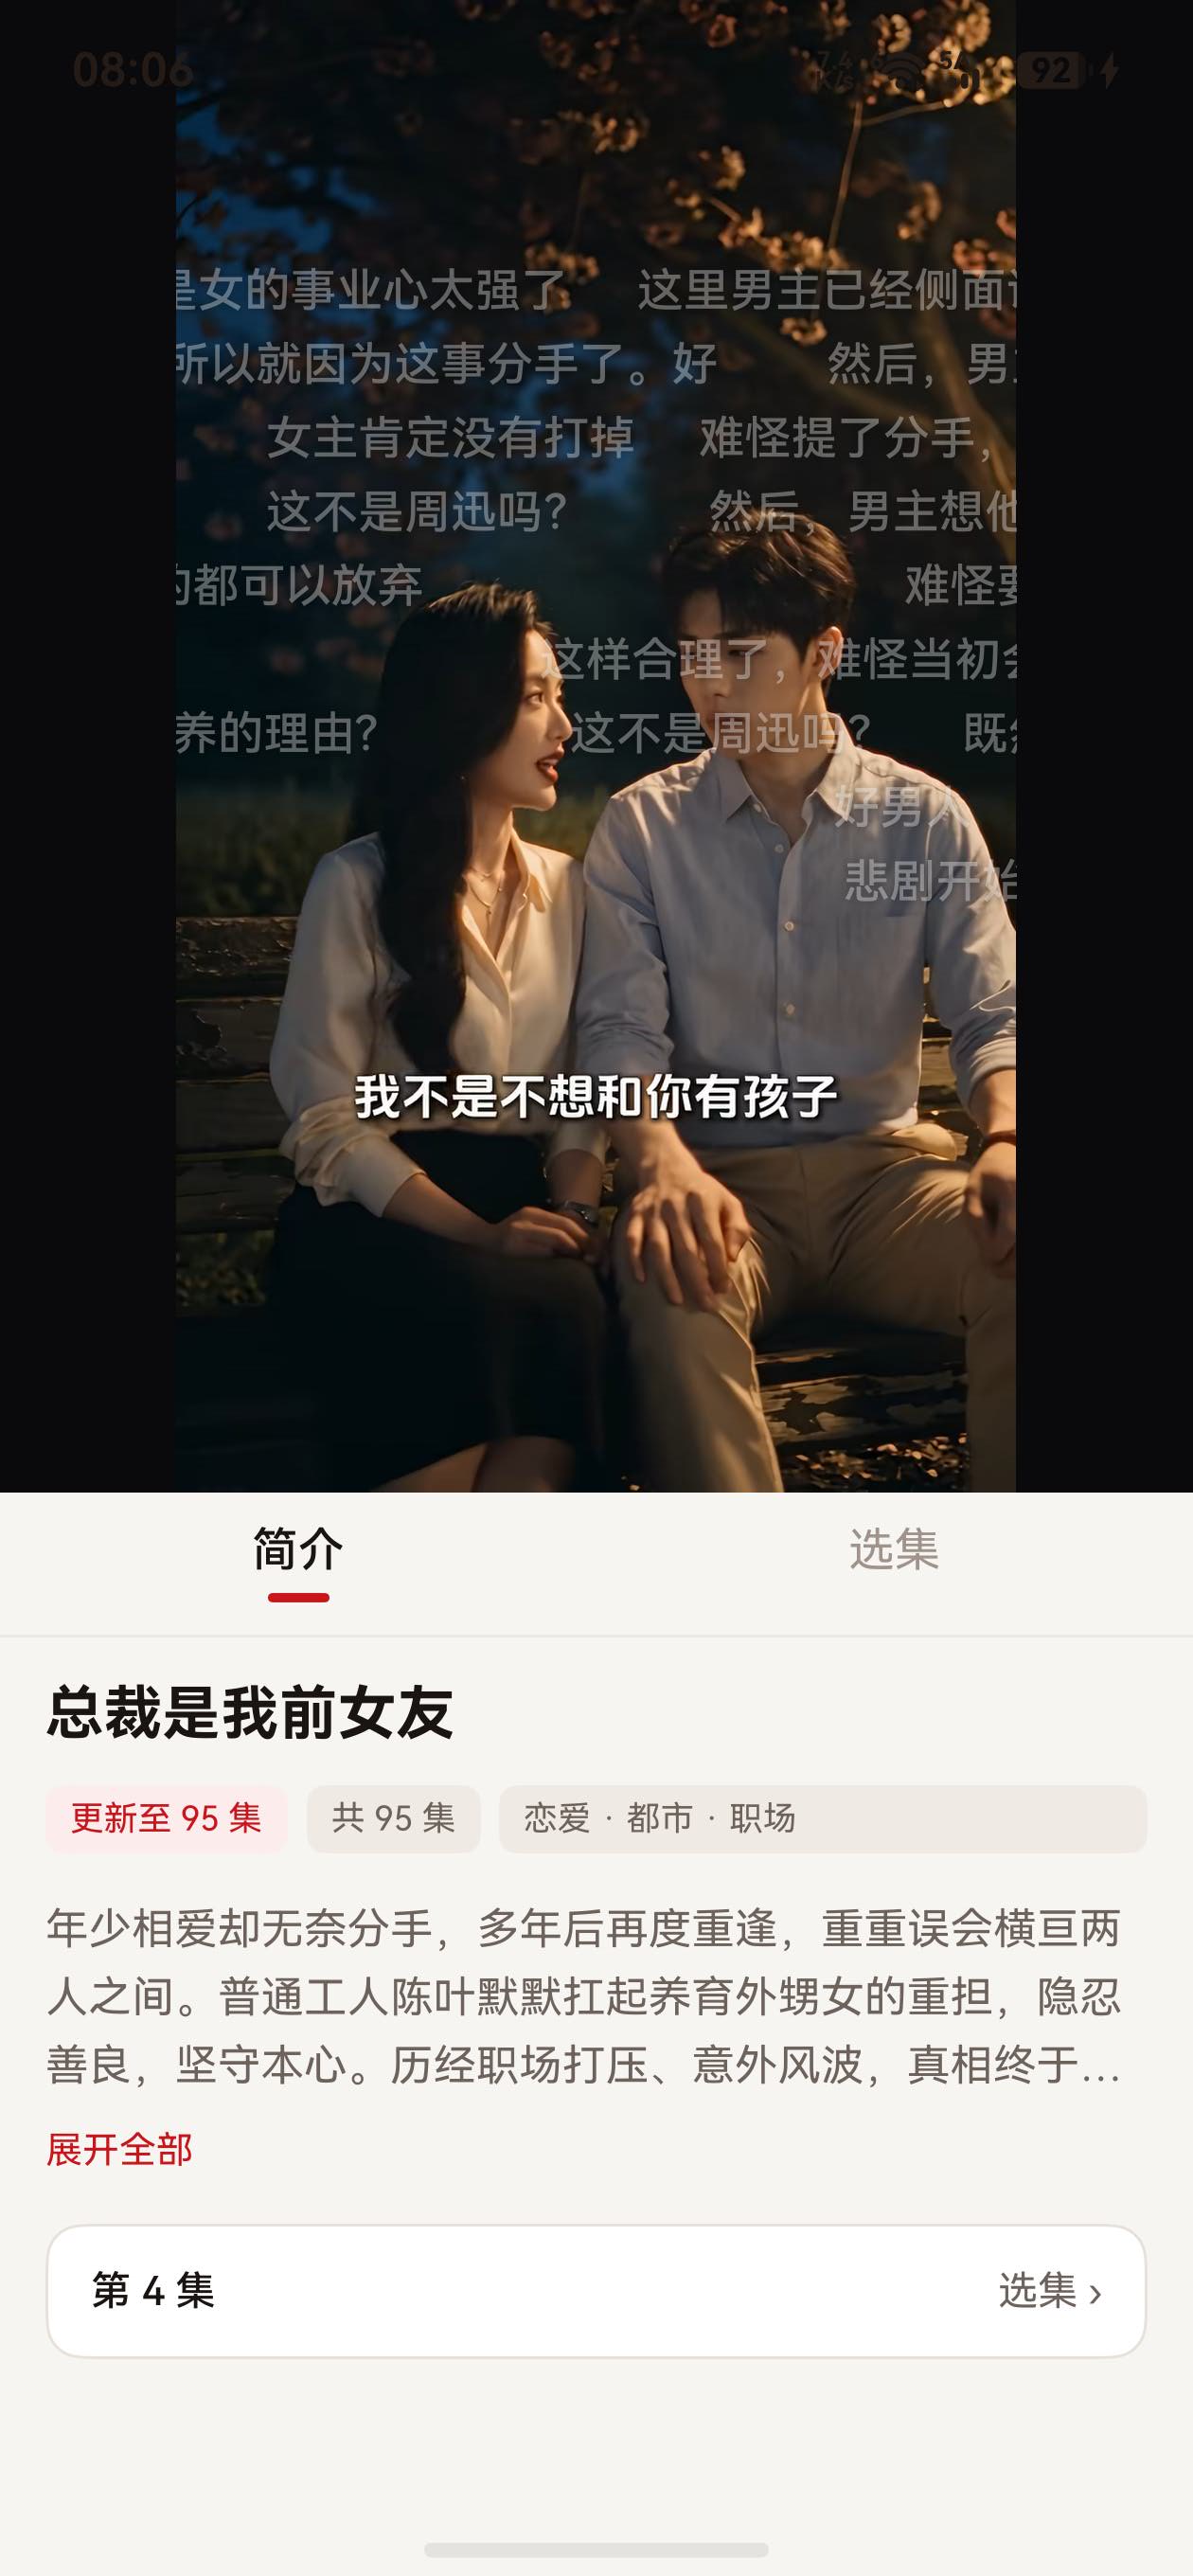 08:06
92
是女的事业心太强了 这里男主已经侧面
所以就因为这事分手了。好 然后，男
女主肯定没有打掉 难怪提了分手，
这不是周迅吗？ 然后，男主想他
都可以放弃 难怪要
这样合理了，难怪当初会
养的理由？ 这不是周迅吗？ 既
好男人
悲剧开始
我不是不想和你有孩子
简介 选集
总裁是我前女友
更新至 95 集 共 95 集 恋爱 · 都市 · 职场
年少相爱却无奈分手，多年后再度重逢，重重误会横亘两
人之间。普通工人陈叶默默扛起养育外甥女的重担，隐忍
善良，坚守本心。历经职场打压、意外风波，真相终于...
展开全部
第 4 集 选集 ›